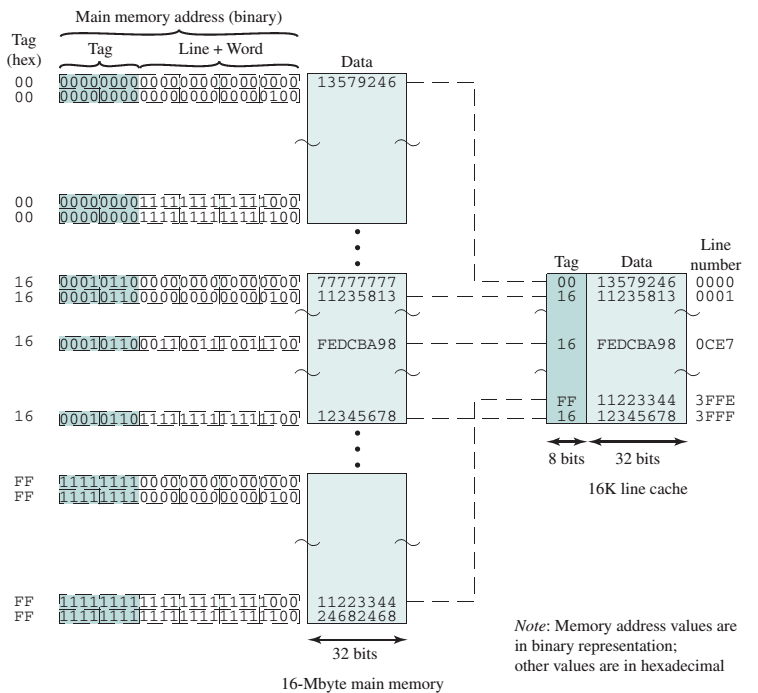 Main memory address (binary)
Tag (hex) Tag Line + Word Data
00 000000000000000000000000 13579246
00 000000000000000000000100
00 000000001111111111111000
00 000000001111111111111100
16 000101100000000000000000 77777777
16 000101100000000000000100 11235813
16 000101100011001110011100 FEDCBA98
16 000101101111111111111100 12345678
FF 111111110000000000000000
FF 111111110000000000000100
FF 111111111111111111111000 11223344
FF 111111111111111111111100 24682468
32 bits
16-Mbyte main memory
Tag Data Line number
00 13579246 0000
16 11235813 0001
16 FEDCBA98 0CE7
FF 11223344 3FFE
16 12345678 3FFF
8 bits 32 bits
16K line cache
Note: Memory address values are
in binary representation;
other values are in hexadecimal